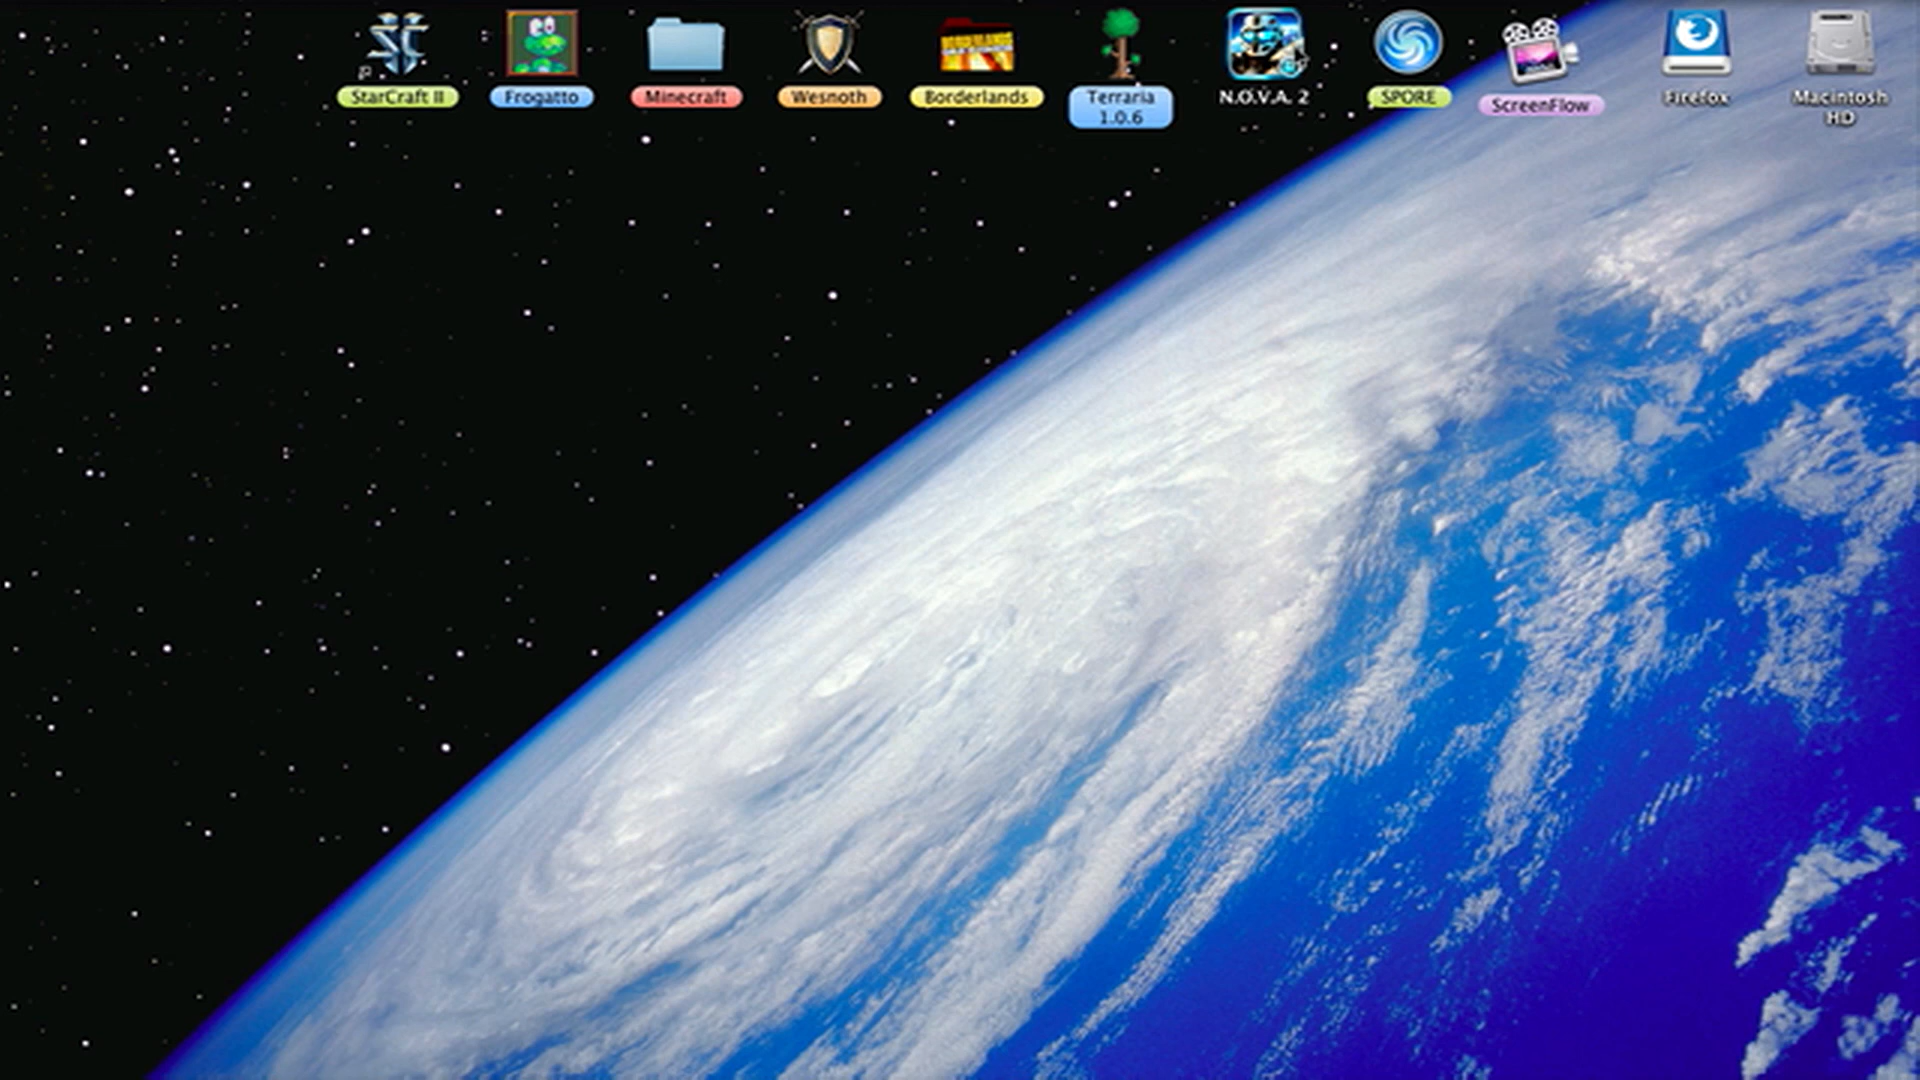 StarCraft II
Frogatto
Minecraft
Wesnoth
Borderlands
Terraria
1.0.6
N.O.V.A. 2
SPORE
ScreenFlow
Firefox
Macintosh
HD